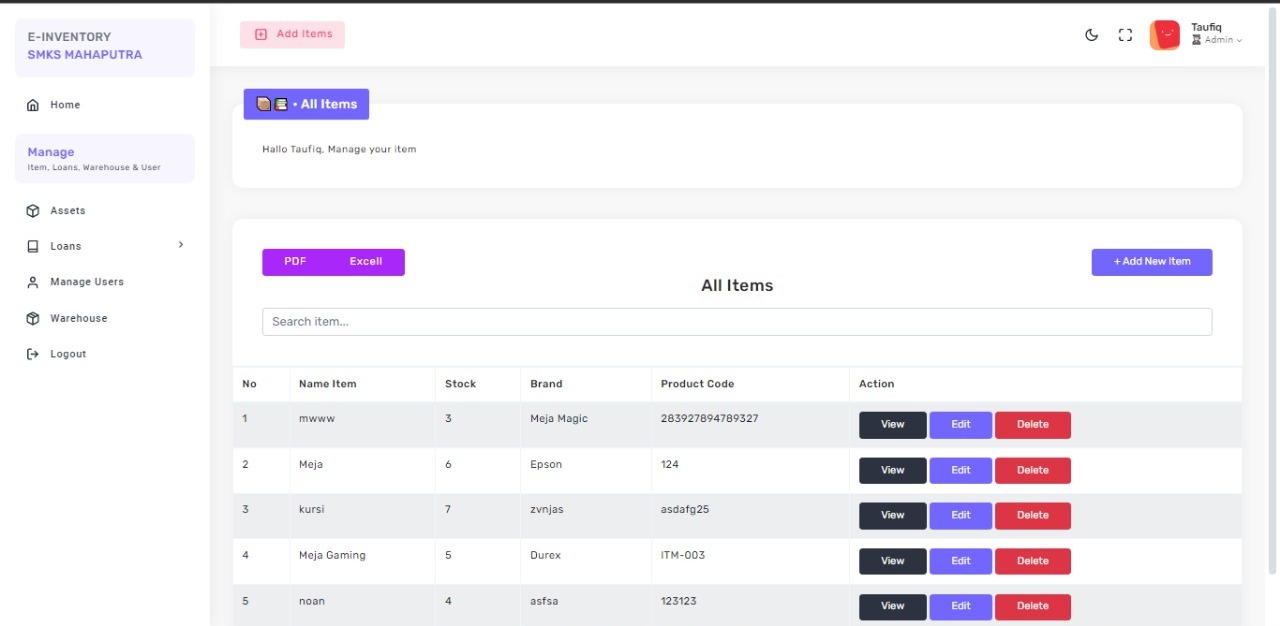 E-INVENTORY
SMKS MAHAPUTRA
Home
Manage
Item, Loans, Warehouse & User
Assets
Loans
Manage Users
Warehouse
Logout
Add Items
Taufiq
Admin
• All Items
Hallo Taufiq, Manage your item
PDF Excell
+ Add New Item
All Items
Search item...
No Name Item Stock Brand Product Code Action
1 mwww 3 Meja Magic 283927894789327 View Edit Delete
2 Meja 6 Epson 124 View Edit Delete
3 kursi 7 zvnjas asdafg25 View Edit Delete
4 Meja Gaming 5 Durex ITM-003 View Edit Delete
5 noan 4 asfsa 123123 View Edit Delete